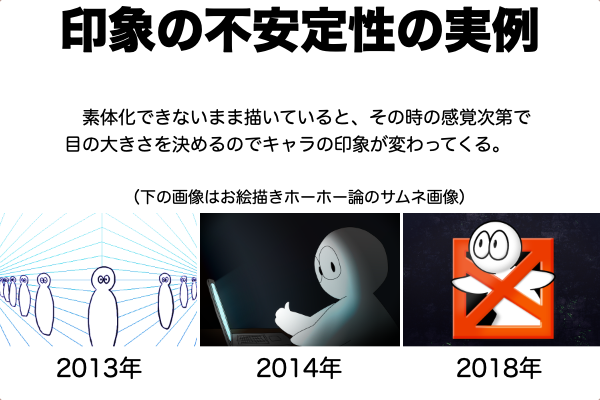 印象の不安定性の実例
素体化できないまま描いていると、その時の感覚次第で
目の大きさを決めるのでキャラの印象が変わってくる。
（下の画像はお絵描きホーホー論のサムネ画像）
2013年 2014年 2018年